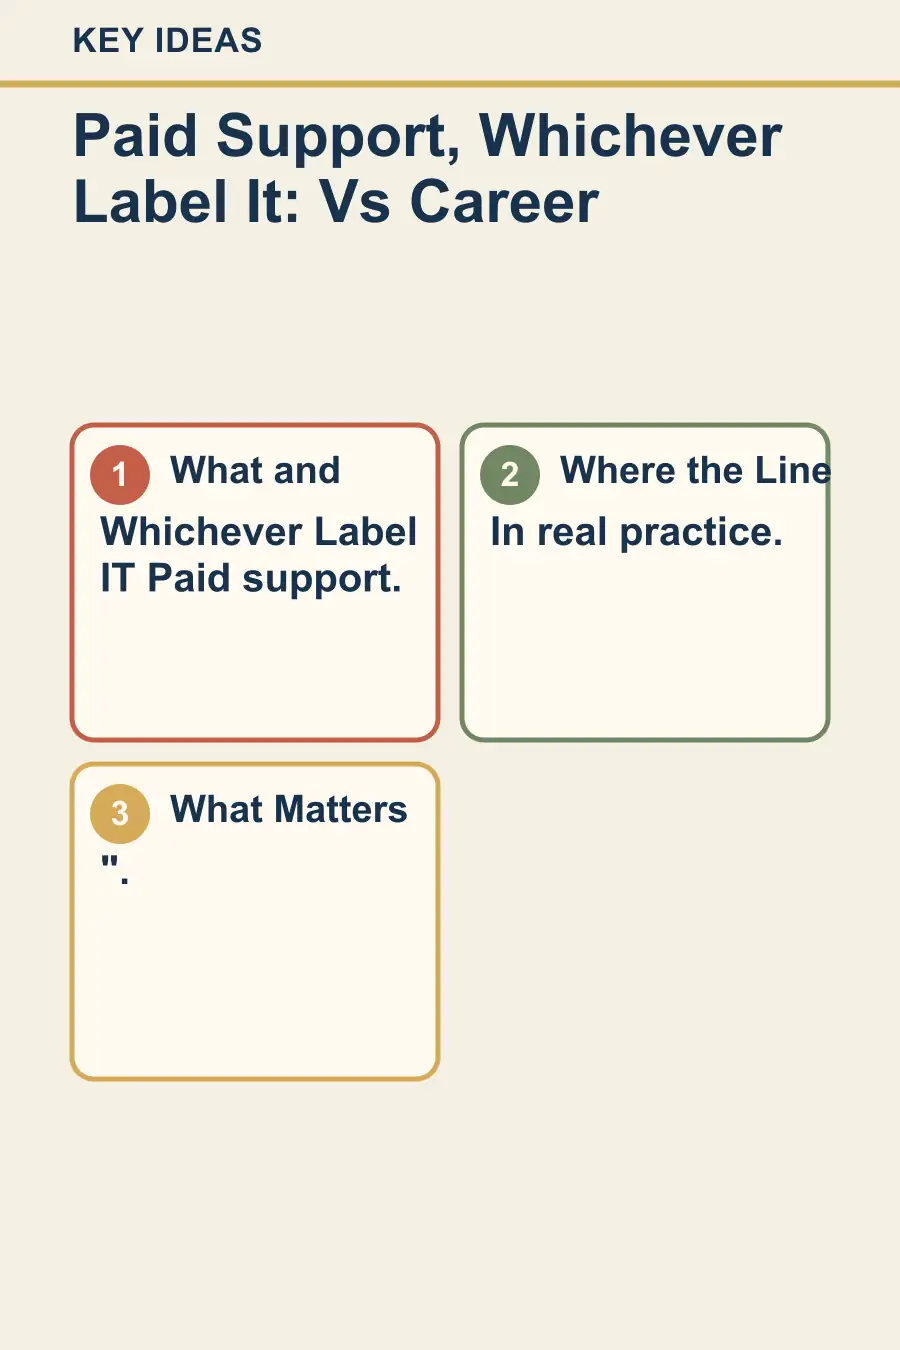 KEY IDEAS
Paid Support, Whichever
Label It: Vs Career
1 What and
Whichever Label
IT Paid support.
2 Where the Line
In real practice.
3 What Matters
".